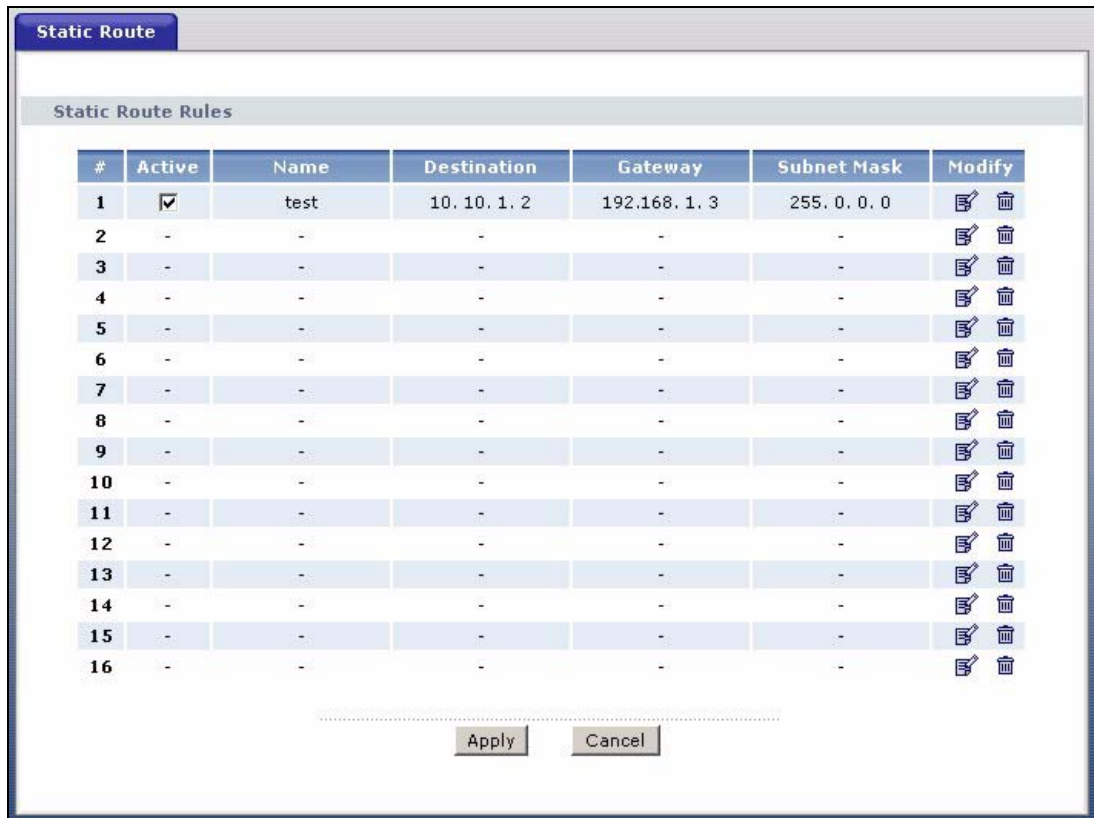 Static Route
Static Route Rules
# Active Name Destination Gateway Subnet Mask Modify
1 test 10. 10. 1. 2 192.168. 1. 3 255. 0. 0. 0
2 - - - - -
3 - - - - -
4 - - - - -
5 - - - - -
6 - - - - -
7 - - - - -
8 - - - - -
9 - - - - -
10 - - - - -
11 - - - - -
12 - - - - -
13 - - - - -
14 - - - - -
15 - - - - -
16 - - - - -
Apply Cancel